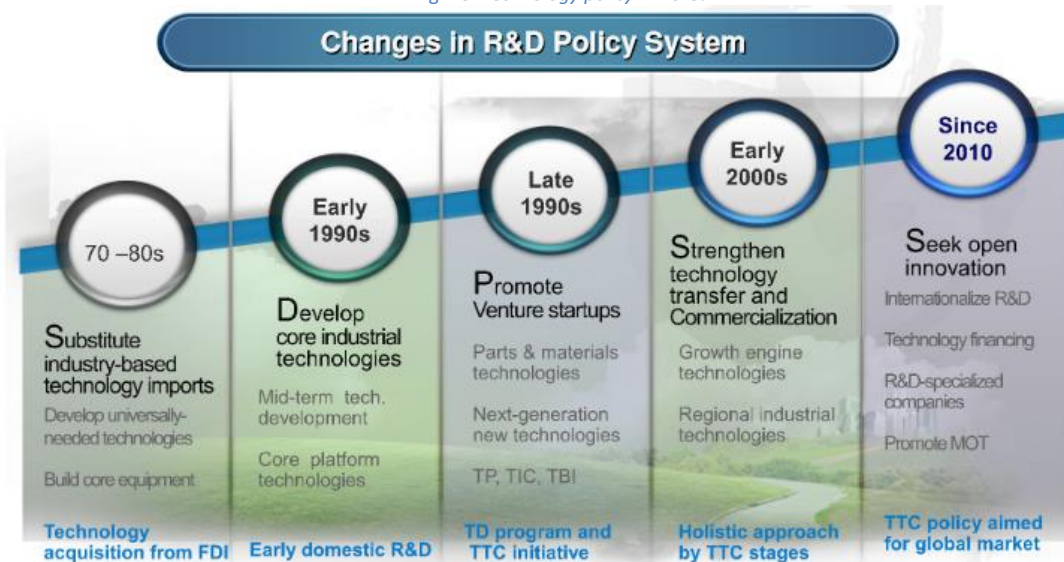 Changes in R&D Policy System
70 –80s
Substitute
industry-based
technology imports
Develop universally-
needed technologies
Build core equipment
Technology
acquisition from FDI
Early
1990s
Develop
core industrial
technologies
Mid-term tech.
development
Core platform
technologies
Early domestic R&D
Late
1990s
Promote
Venture startups
Parts & materials
technologies
Next-generation
new technologies
TP, TIC, TBI
TD program and
TTC initiative
Early
2000s
Strengthen
technology
transfer and
Commercialization
Growth engine
technologies
Regional industrial
technologies
Holistic approach
by TTC stages
Since
2010
Seek open
innovation
Internationalize R&D
Technology financing
R&D-specialized
companies
Promote MOT
TTC policy aimed
for global market